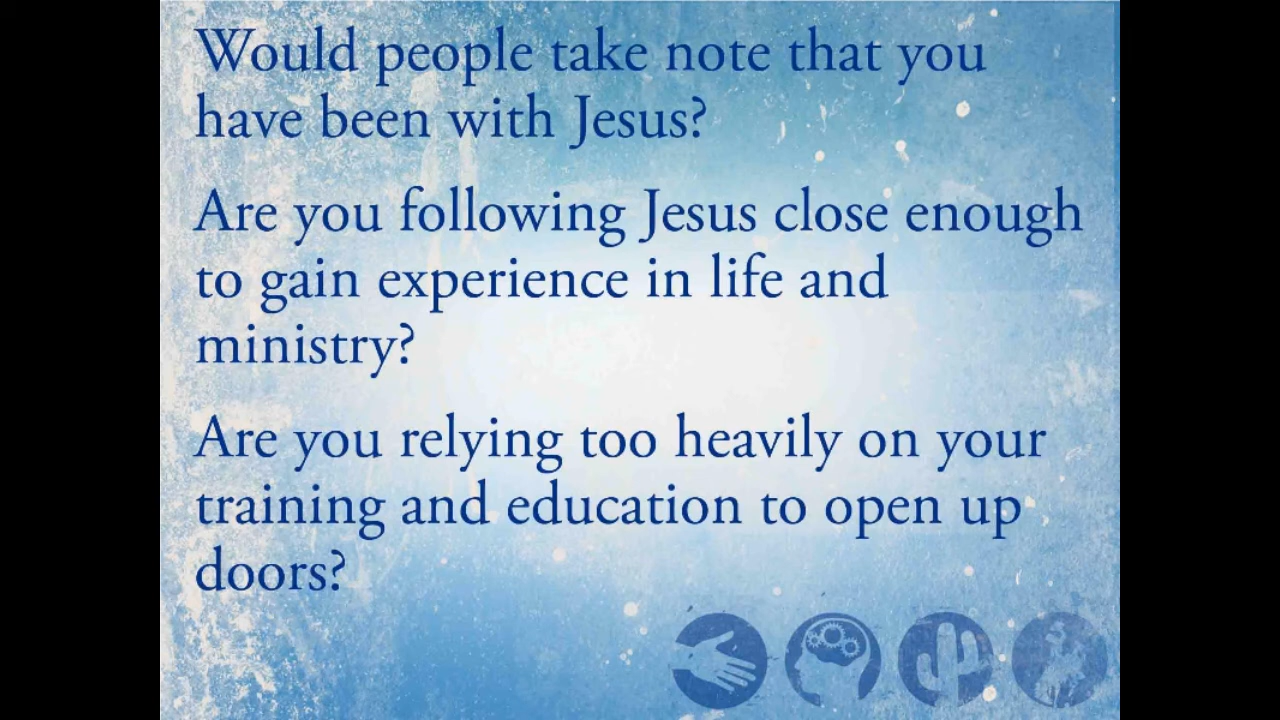 Would people take note that you
have been with Jesus?
Are you following Jesus close enough
to gain experience in life and
ministry?
Are you relying too heavily on your
training and education to open up
doors?